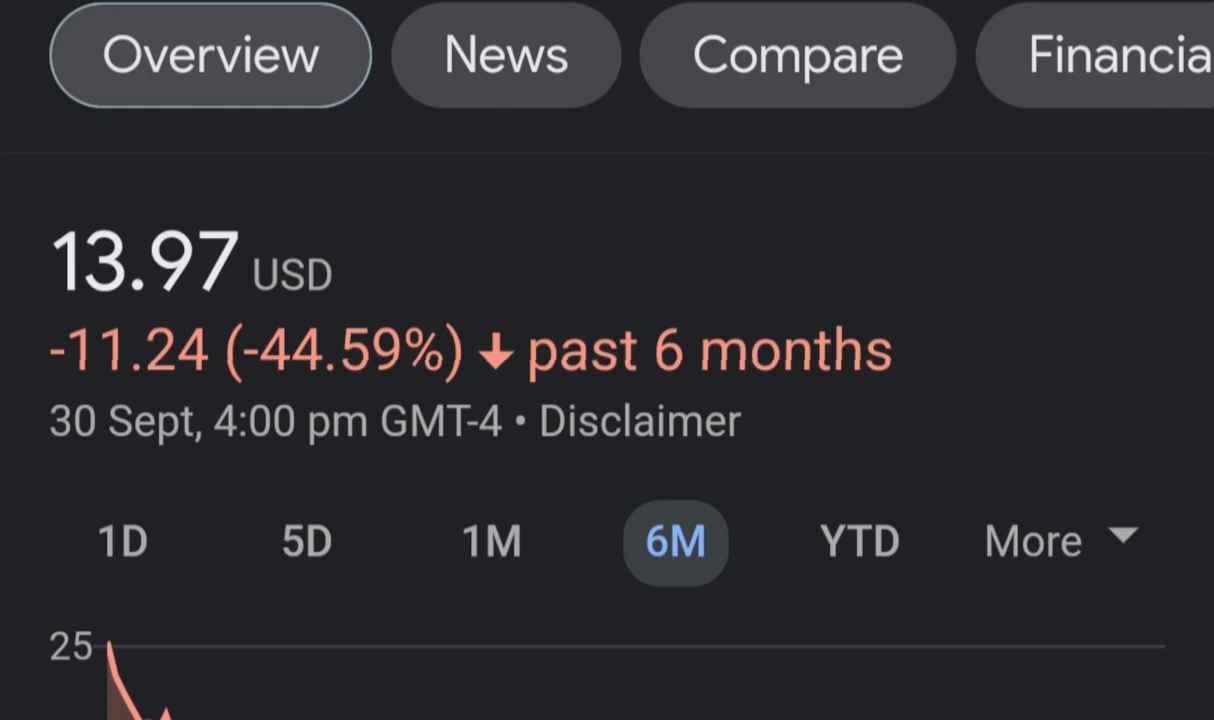 Overview News Compare Financia
13.97 USD
-11.24 (-44.59%) ↓ past 6 months
30 Sept, 4:00 pm GMT-4 • Disclaimer
1D 5D 1M 6M YTD More
25